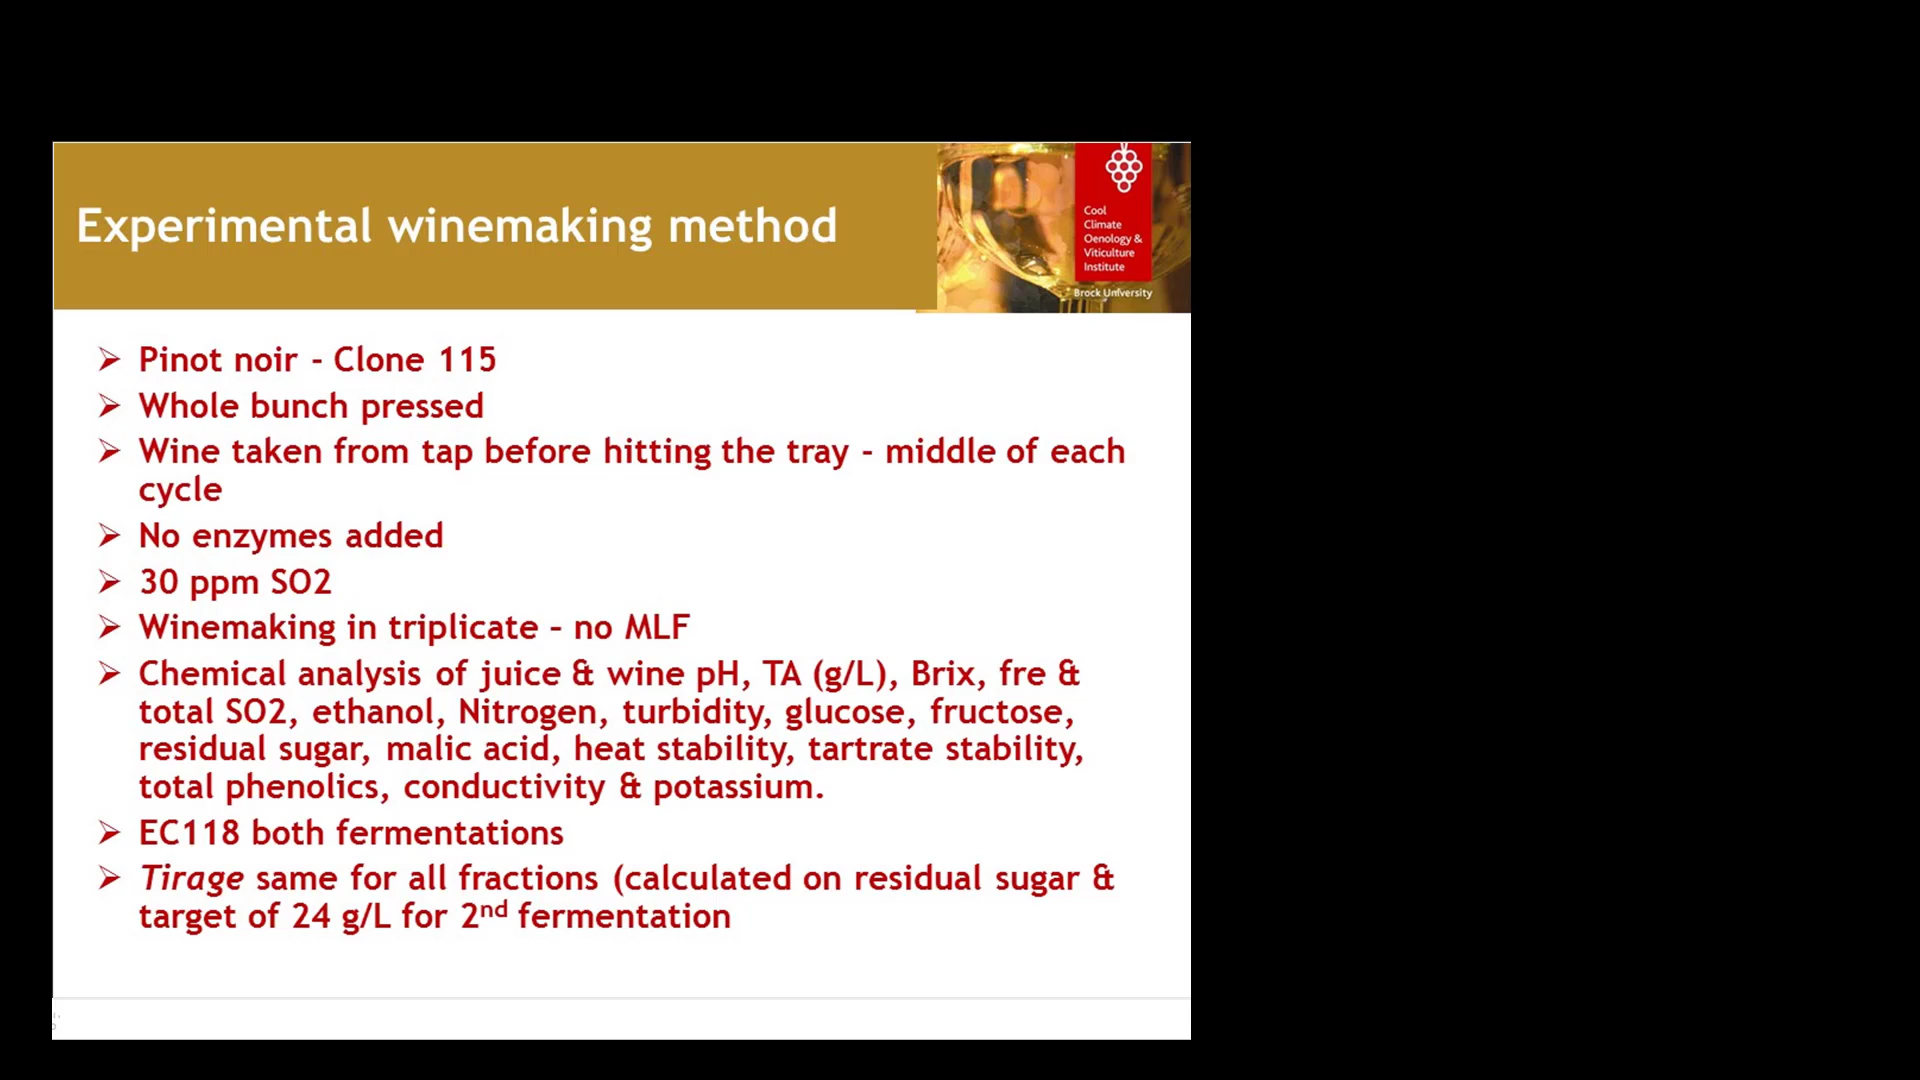 Experimental winemaking method
Cool
Climate
Oenology &
Viticulture
Institute
Brock University
➢ Pinot noir - Clone 115
➢ Whole bunch pressed
➢ Wine taken from tap before hitting the tray - middle of each
cycle
➢ No enzymes added
➢ 30 ppm SO2
➢ Winemaking in triplicate – no MLF
➢ Chemical analysis of juice & wine pH, TA (g/L), Brix, fre &
total SO2, ethanol, Nitrogen, turbidity, glucose, fructose,
residual sugar, malic acid, heat stability, tartrate stability,
total phenolics, conductivity & potassium.
➢ EC118 both fermentations
➢ Tirage same for all fractions (calculated on residual sugar &
target of 24 g/L for 2nd fermentation